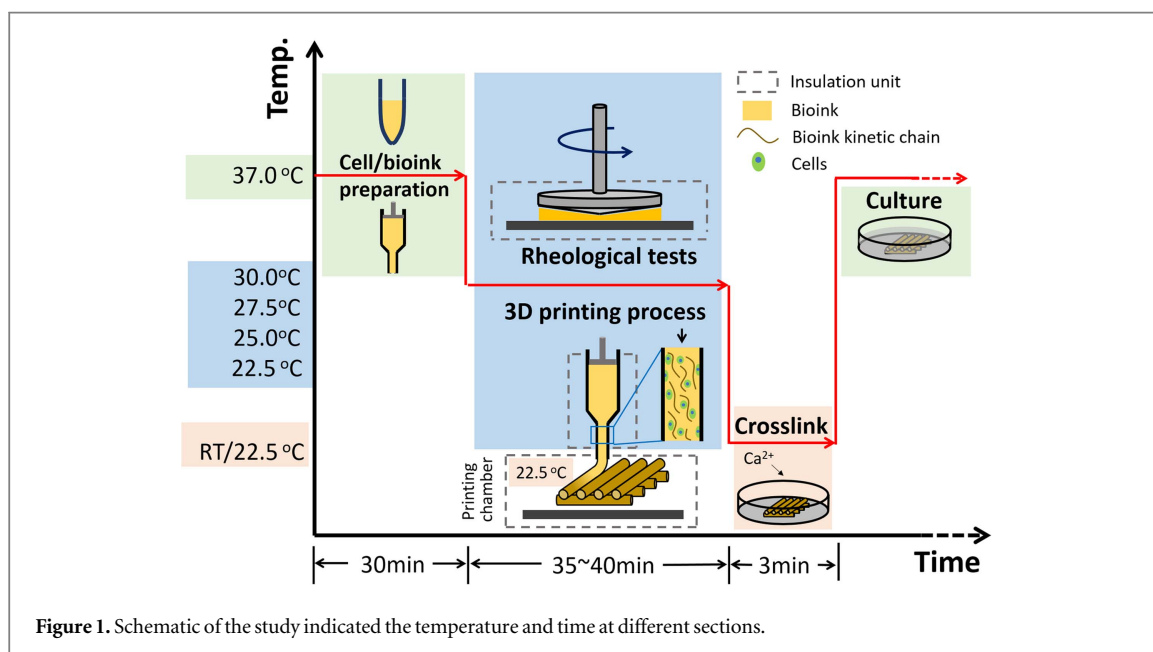 Temp.
37.0 °C
30.0°C
27.5°C
25.0°C
22.5°C
RT/22.5 °C
Cell/bioink
preparation
Rheological tests
3D printing process
22.5 °C
Printing
chamber
Insulation unit
Bioink
Bioink kinetic chain
Cells
Crosslink
Ca2+
Culture
30min
35~40min
3min
Time
Figure 1. Schematic of the study indicated the temperature and time at different sections.